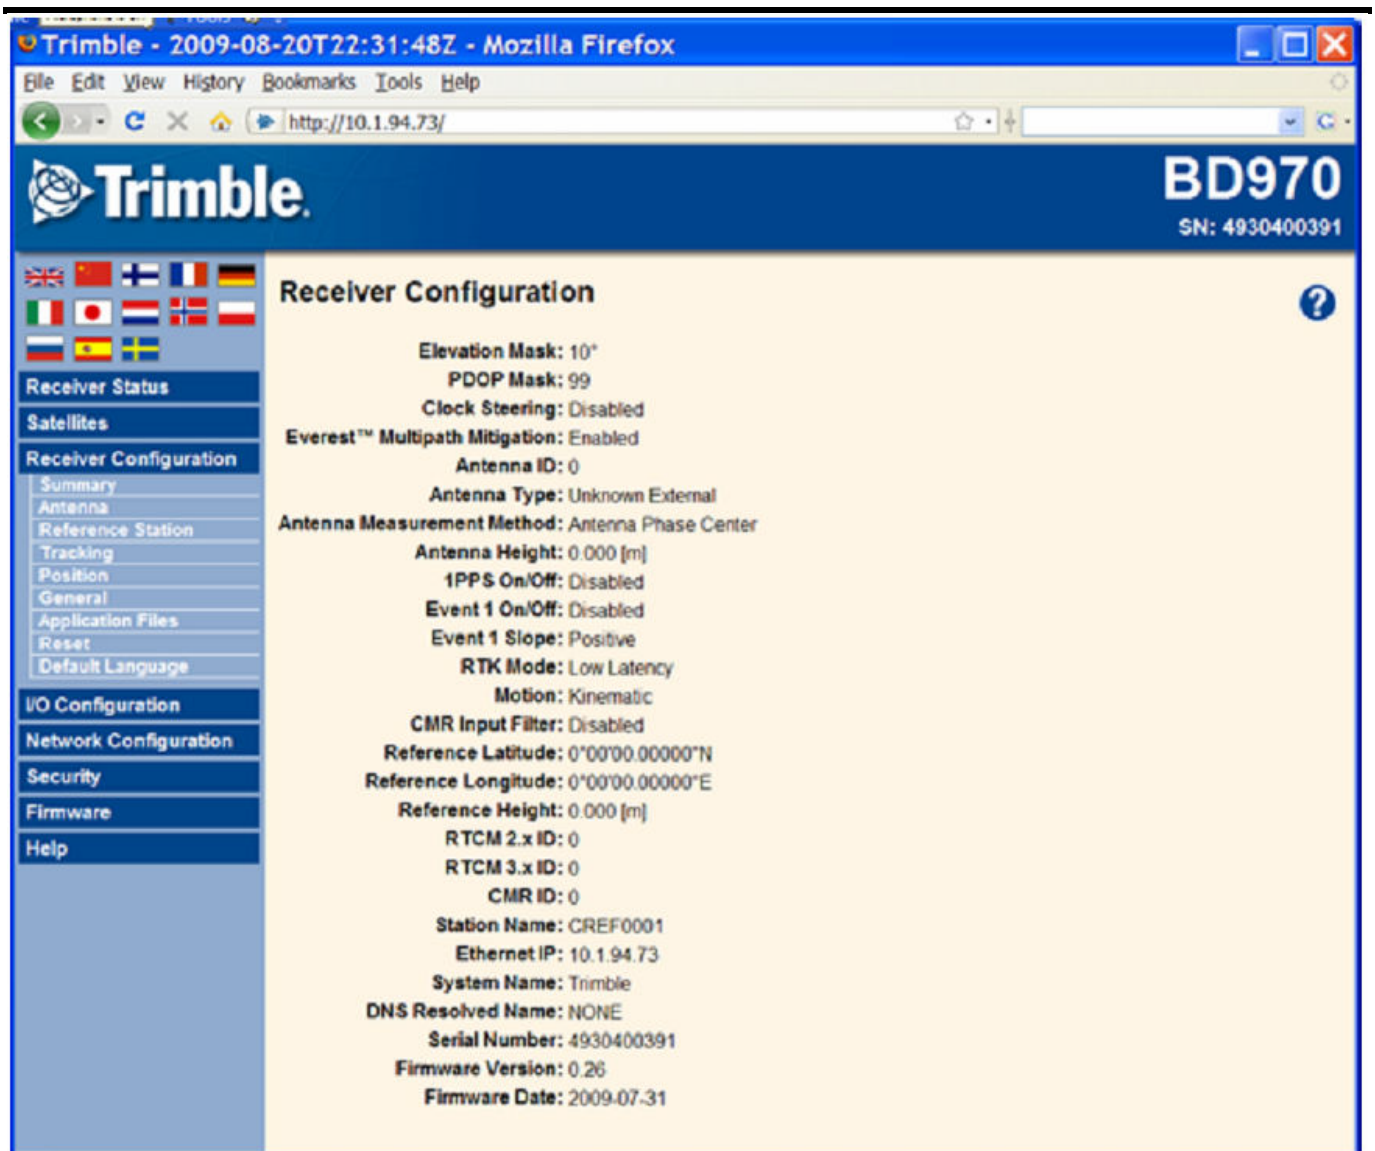 Trimble - 2009-08-20T22:31:48Z - Mozilla Firefox
File Edit View History Bookmarks Tools Help
http://10.1.94.73/
Trimble.
BD970
SN: 4930400391
Receiver Status
Satellites
Receiver Configuration
Summary
Antenna
Reference Station
Tracking
Position
General
Application Files
Reset
Default Language
I/O Configuration
Network Configuration
Security
Firmware
Help
Receiver Configuration
?
Elevation Mask: 10°
PDOP Mask: 99
Clock Steering: Disabled
Everest™ Multipath Mitigation: Enabled
Antenna ID: 0
Antenna Type: Unknown External
Antenna Measurement Method: Antenna Phase Center
Antenna Height: 0.000 [m]
1PPS On/Off: Disabled
Event 1 On/Off: Disabled
Event 1 Slope: Positive
RTK Mode: Low Latency
Motion: Kinematic
CMR Input Filter: Disabled
Reference Latitude: 0°00'00.00000"N
Reference Longitude: 0°00'00.00000"E
Reference Height: 0.000 [m]
RTCM 2.x ID: 0
RTCM 3.x ID: 0
CMR ID: 0
Station Name: CREF0001
Ethernet IP: 10.1.94.73
System Name: Trimble
DNS Resolved Name: NONE
Serial Number: 4930400391
Firmware Version: 0.26
Firmware Date: 2009-07-31